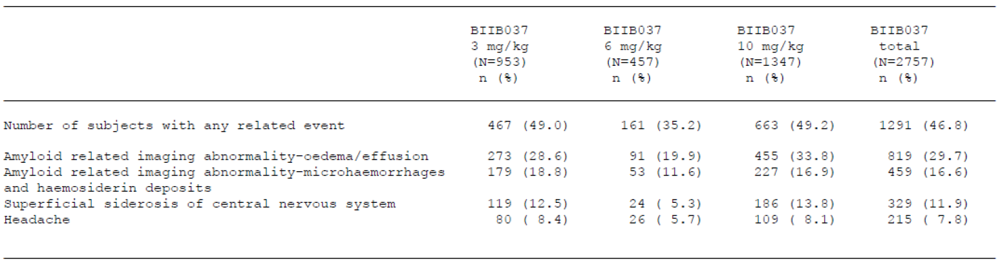 BIIB037 BIIB037 BIIB037 BIIB037
3 mg/kg 6 mg/kg 10 mg/kg total
(N=953) (N=457) (N=1347) (N=2757)
n (%) n (%) n (%) n (%)
Number of subjects with any related event 467 (49.0) 161 (35.2) 663 (49.2) 1291 (46.8)
Amyloid related imaging abnormality-oedema/effusion 273 (28.6) 91 (19.9) 455 (33.8) 819 (29.7)
Amyloid related imaging abnormality-microhaemorrhages 179 (18.8) 53 (11.6) 227 (16.9) 459 (16.6)
and haemosiderin deposits
Superficial siderosis of central nervous system 119 (12.5) 24 ( 5.3) 186 (13.8) 329 (11.9)
Headache 80 ( 8.4) 26 ( 5.7) 109 ( 8.1) 215 ( 7.8)